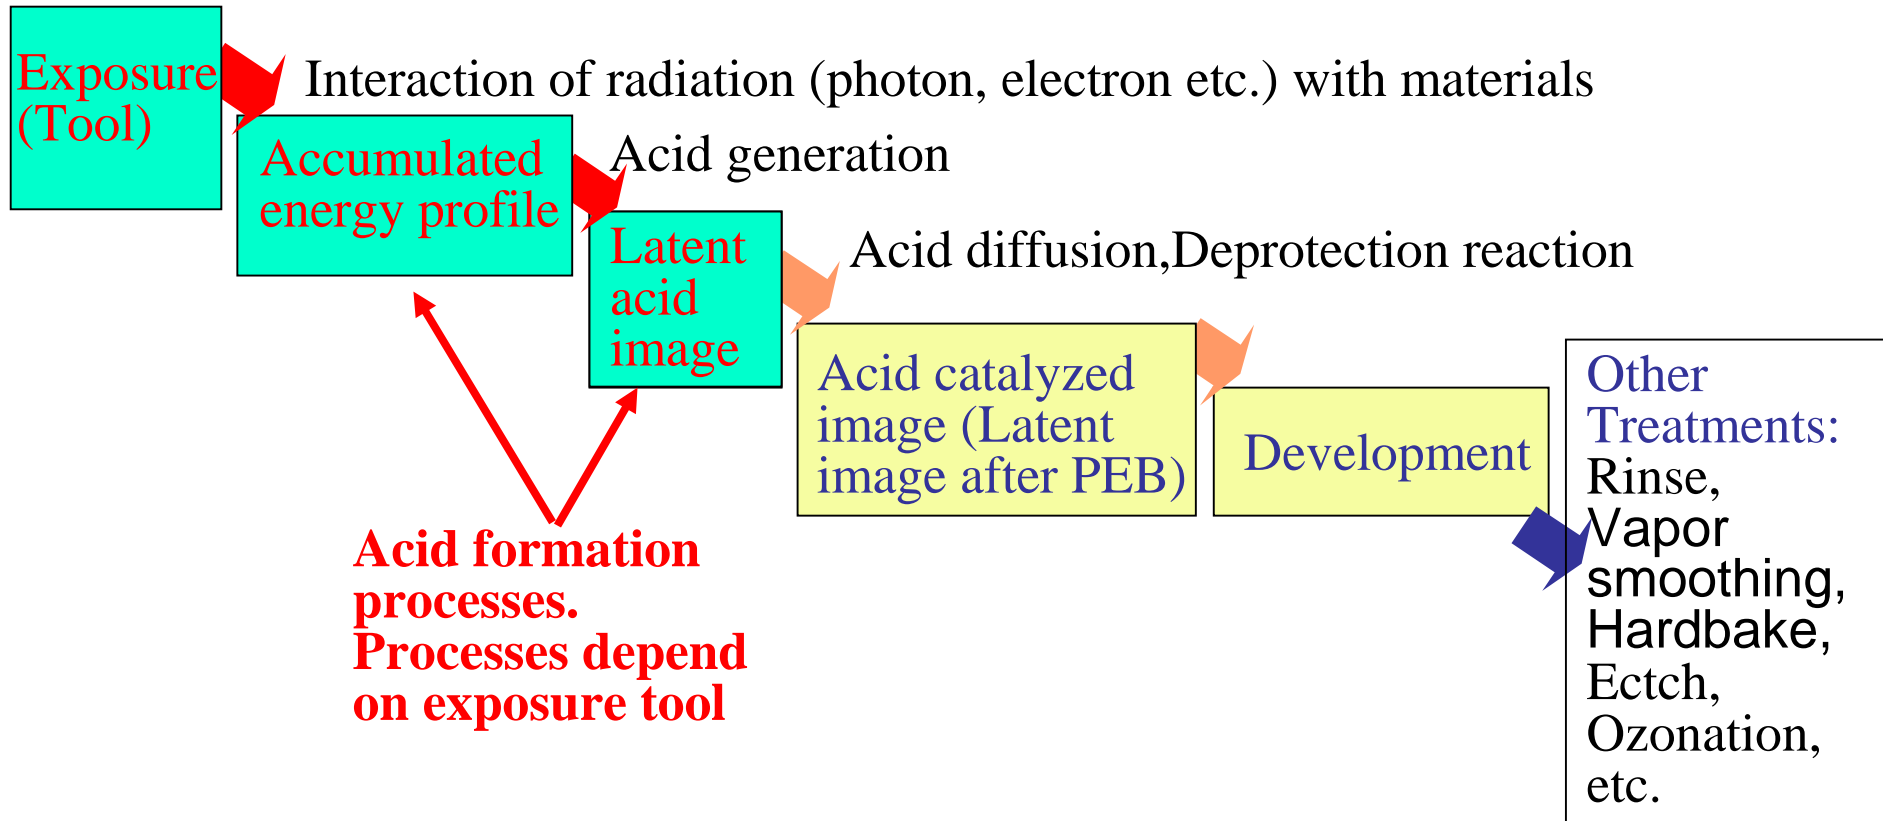 Exposure
(Tool)
Interaction of radiation (photon, electron etc.) with materials
Accumulated
energy profile
Acid generation
Latent
acid
image
Acid diffusion,Deprotection reaction
Acid catalyzed
image (Latent
image after PEB)
Development
Other
Treatments:
Rinse,
Vapor
smoothing,
Hardbake,
Ectch,
Ozonation,
etc.
Acid formation
processes.
Processes depend
on exposure tool